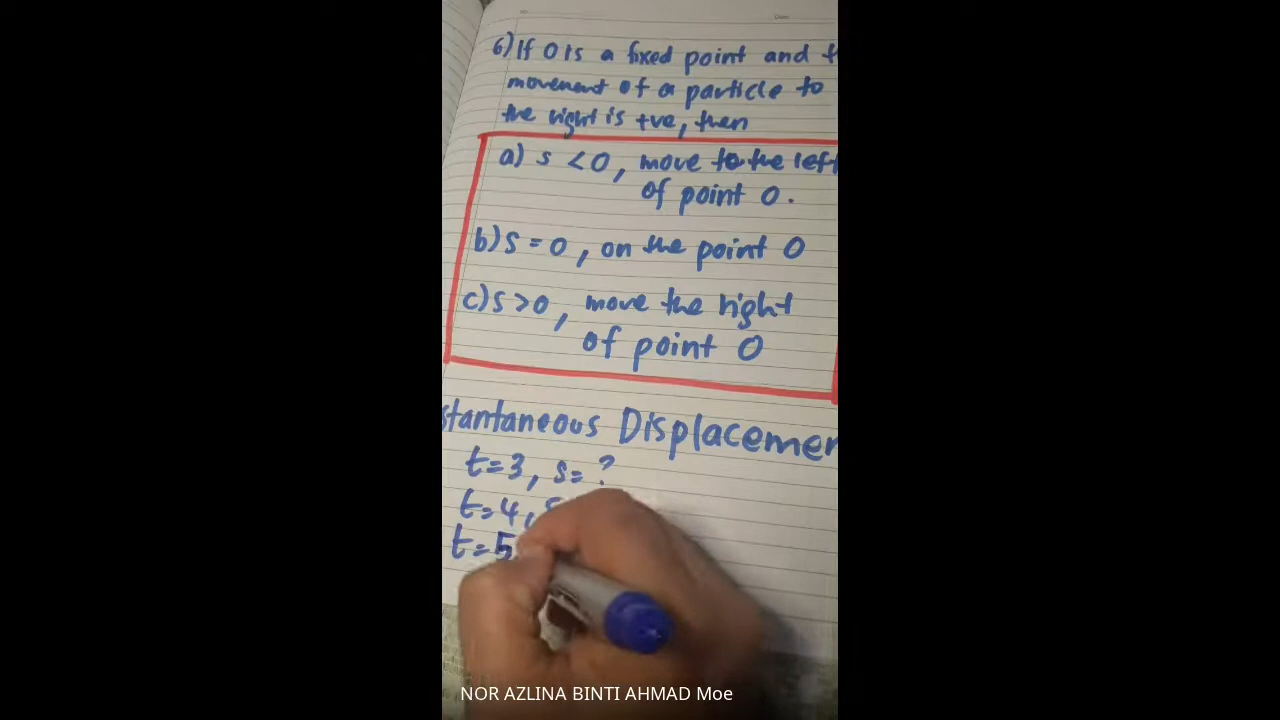 6) If O is a fixed point and t
movement of a particle to
the right is +ve, then
a) s < 0, move to the left
of point O.
b) S = 0, on the point O
c) S > 0, move the right
of point O
stantaneous Displacemen
t=3, s= ?
t=4, s
t=5
NOR AZLINA BINTI AHMAD Moe